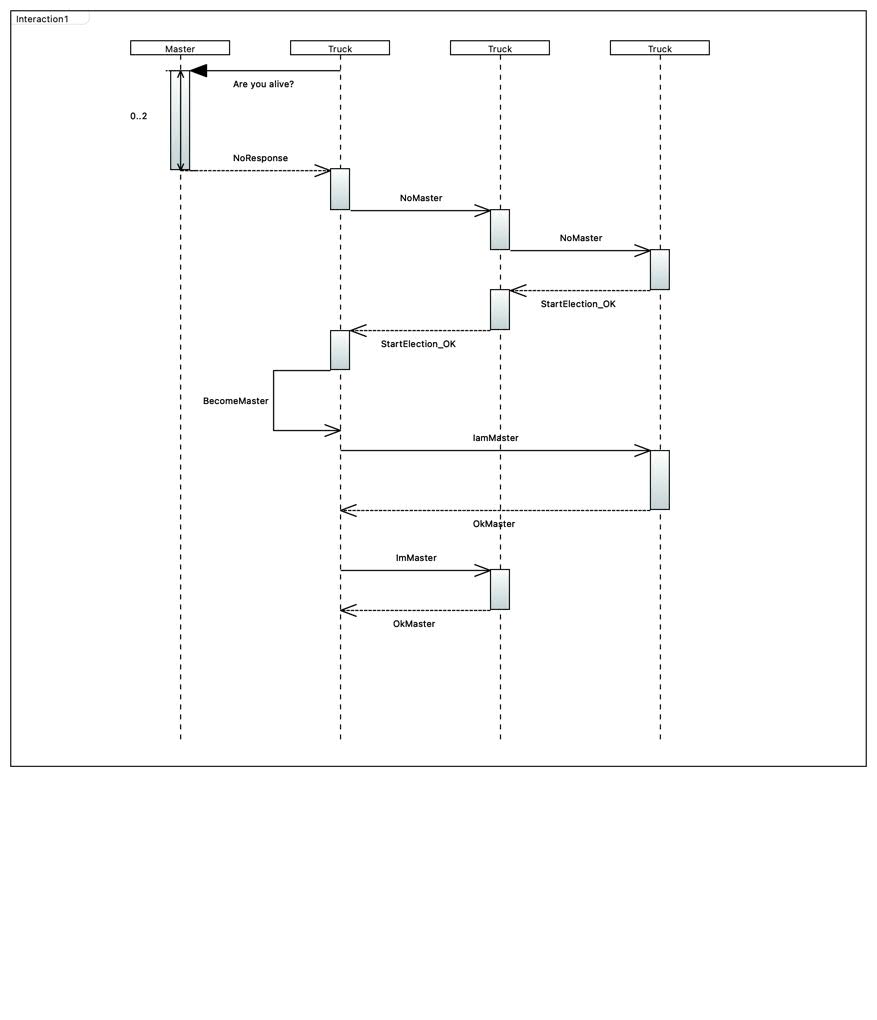 Interaction1
Master
Truck
Truck
Truck
Are you alive?
0..2
NoResponse
NoMaster
NoMaster
StartElection_OK
StartElection_OK
BecomeMaster
IamMaster
OkMaster
ImMaster
OkMaster